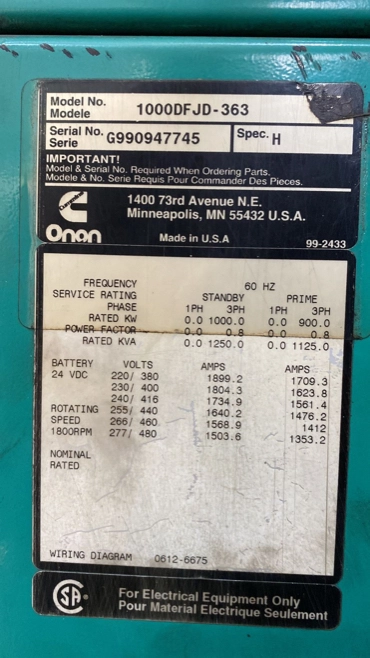 Model No. 1000DFJD-363
Modele
Serial No. G990947745 Spec. H
Serie
IMPORTANT!
Model & Serial No. Required When Ordering Parts.
Modele & No. Serie Requis Pour Commander Des Pieces.
1400 73rd Avenue N.E.
Minneapolis, MN 55432 U.S.A.
Onan Made in U.S.A 99-2433
FREQUENCY 60 HZ
SERVICE RATING STANDBY PRIME
PHASE 1PH 3PH 1PH 3PH
RATED KW 0.0 1000.0 0.0 900.0
POWER FACTOR 0.0 0.8 0.0 0.8
RATED KVA 0.0 1250.0 0.0 1125.0
BATTERY VOLTS AMPS AMPS
24 VDC 220/ 380 1899.2 1709.3
230/ 400 1804.3 1623.8
240/ 416 1734.9 1561.4
ROTATING 255/ 440 1640.2 1476.2
SPEED 266/ 460 1568.9 1412
1800RPM 277/ 480 1503.6 1353.2
NOMINAL
RATED
WIRING DIAGRAM 0612-6675
SA For Electrical Equipment Only
Pour Material Electrique Seulement